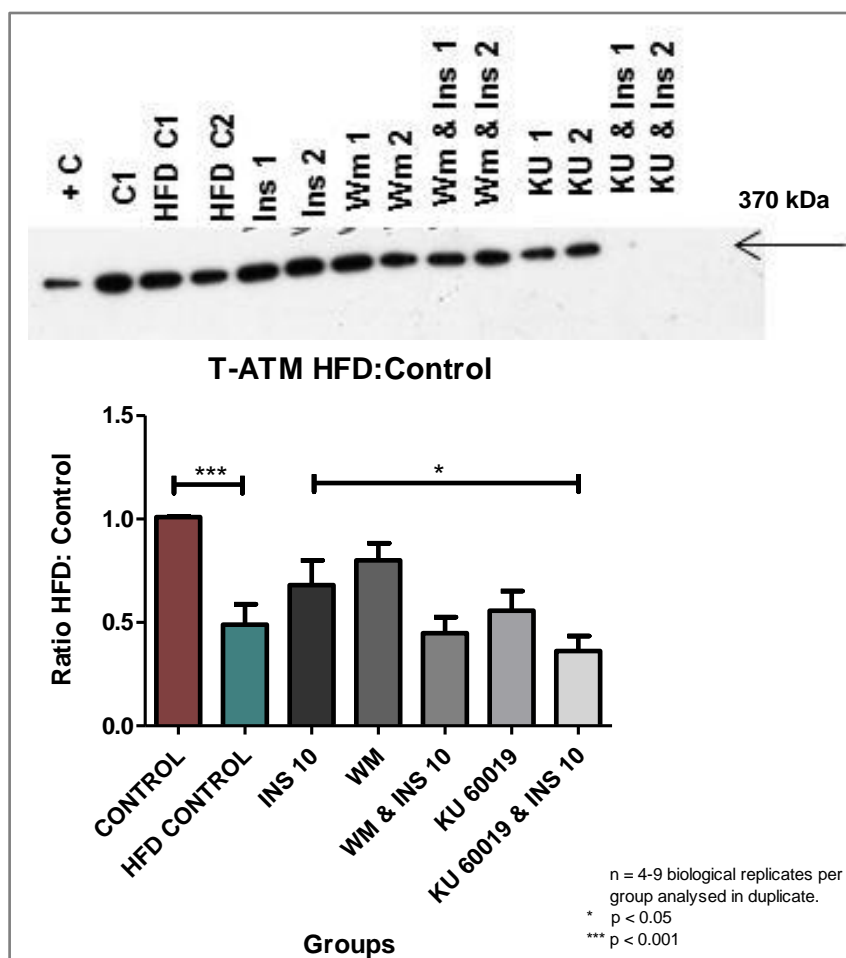 + C
C1
HFD C1
HFD C2
Ins 1
Ins 2
Wm 1
Wm 2
Wm & Ins 1
Wm & Ins 2
KU 1
KU 2
KU & Ins 1
KU & Ins 2
370 kDa
T-ATM HFD:Control
Ratio HFD: Control
1.5
1.0
0.5
0.0
***
*
CONTROL
HFD CONTROL
INS 10
WM
WM & INS 10
KU 60019
KU 60019 & INS 10
Groups
n = 4-9 biological replicates per
group analysed in duplicate.
* p < 0.05
*** p < 0.001